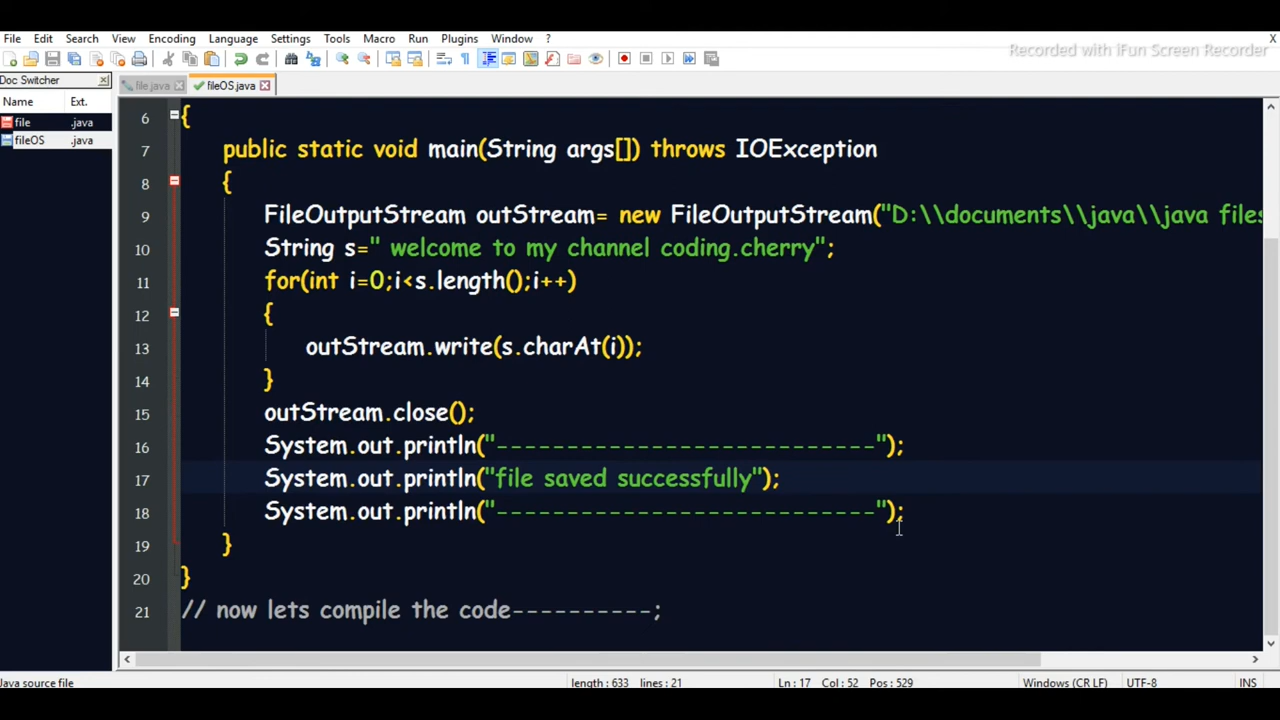 File Edit Search View Encoding Language Settings Tools Macro Run Plugins Window ? X
Recorded with iFun Screen Recorder
Doc Switcher
file.java fileOS.java
Name Ext.
file .java
fileOS .java
6 {
7 public static void main(String args[]) throws IOException
8 {
9 FileOutputStream outStream= new FileOutputStream("D:\\documents\\java\\java files
10 String s=" welcome to my channel coding.cherry";
11 for(int i=0;i<s.length();i++)
12 {
13 outStream.write(s.charAt(i));
14 }
15 outStream.close();
16 System.out.println("---------------------------");
17 System.out.println("file saved successfully");
18 System.out.println("---------------------------");
19 }
20 }
21 // now lets compile the code----------;
Java source file length : 633 lines : 21 Ln : 17 Col : 52 Pos : 529 Windows (CR LF) UTF-8 INS